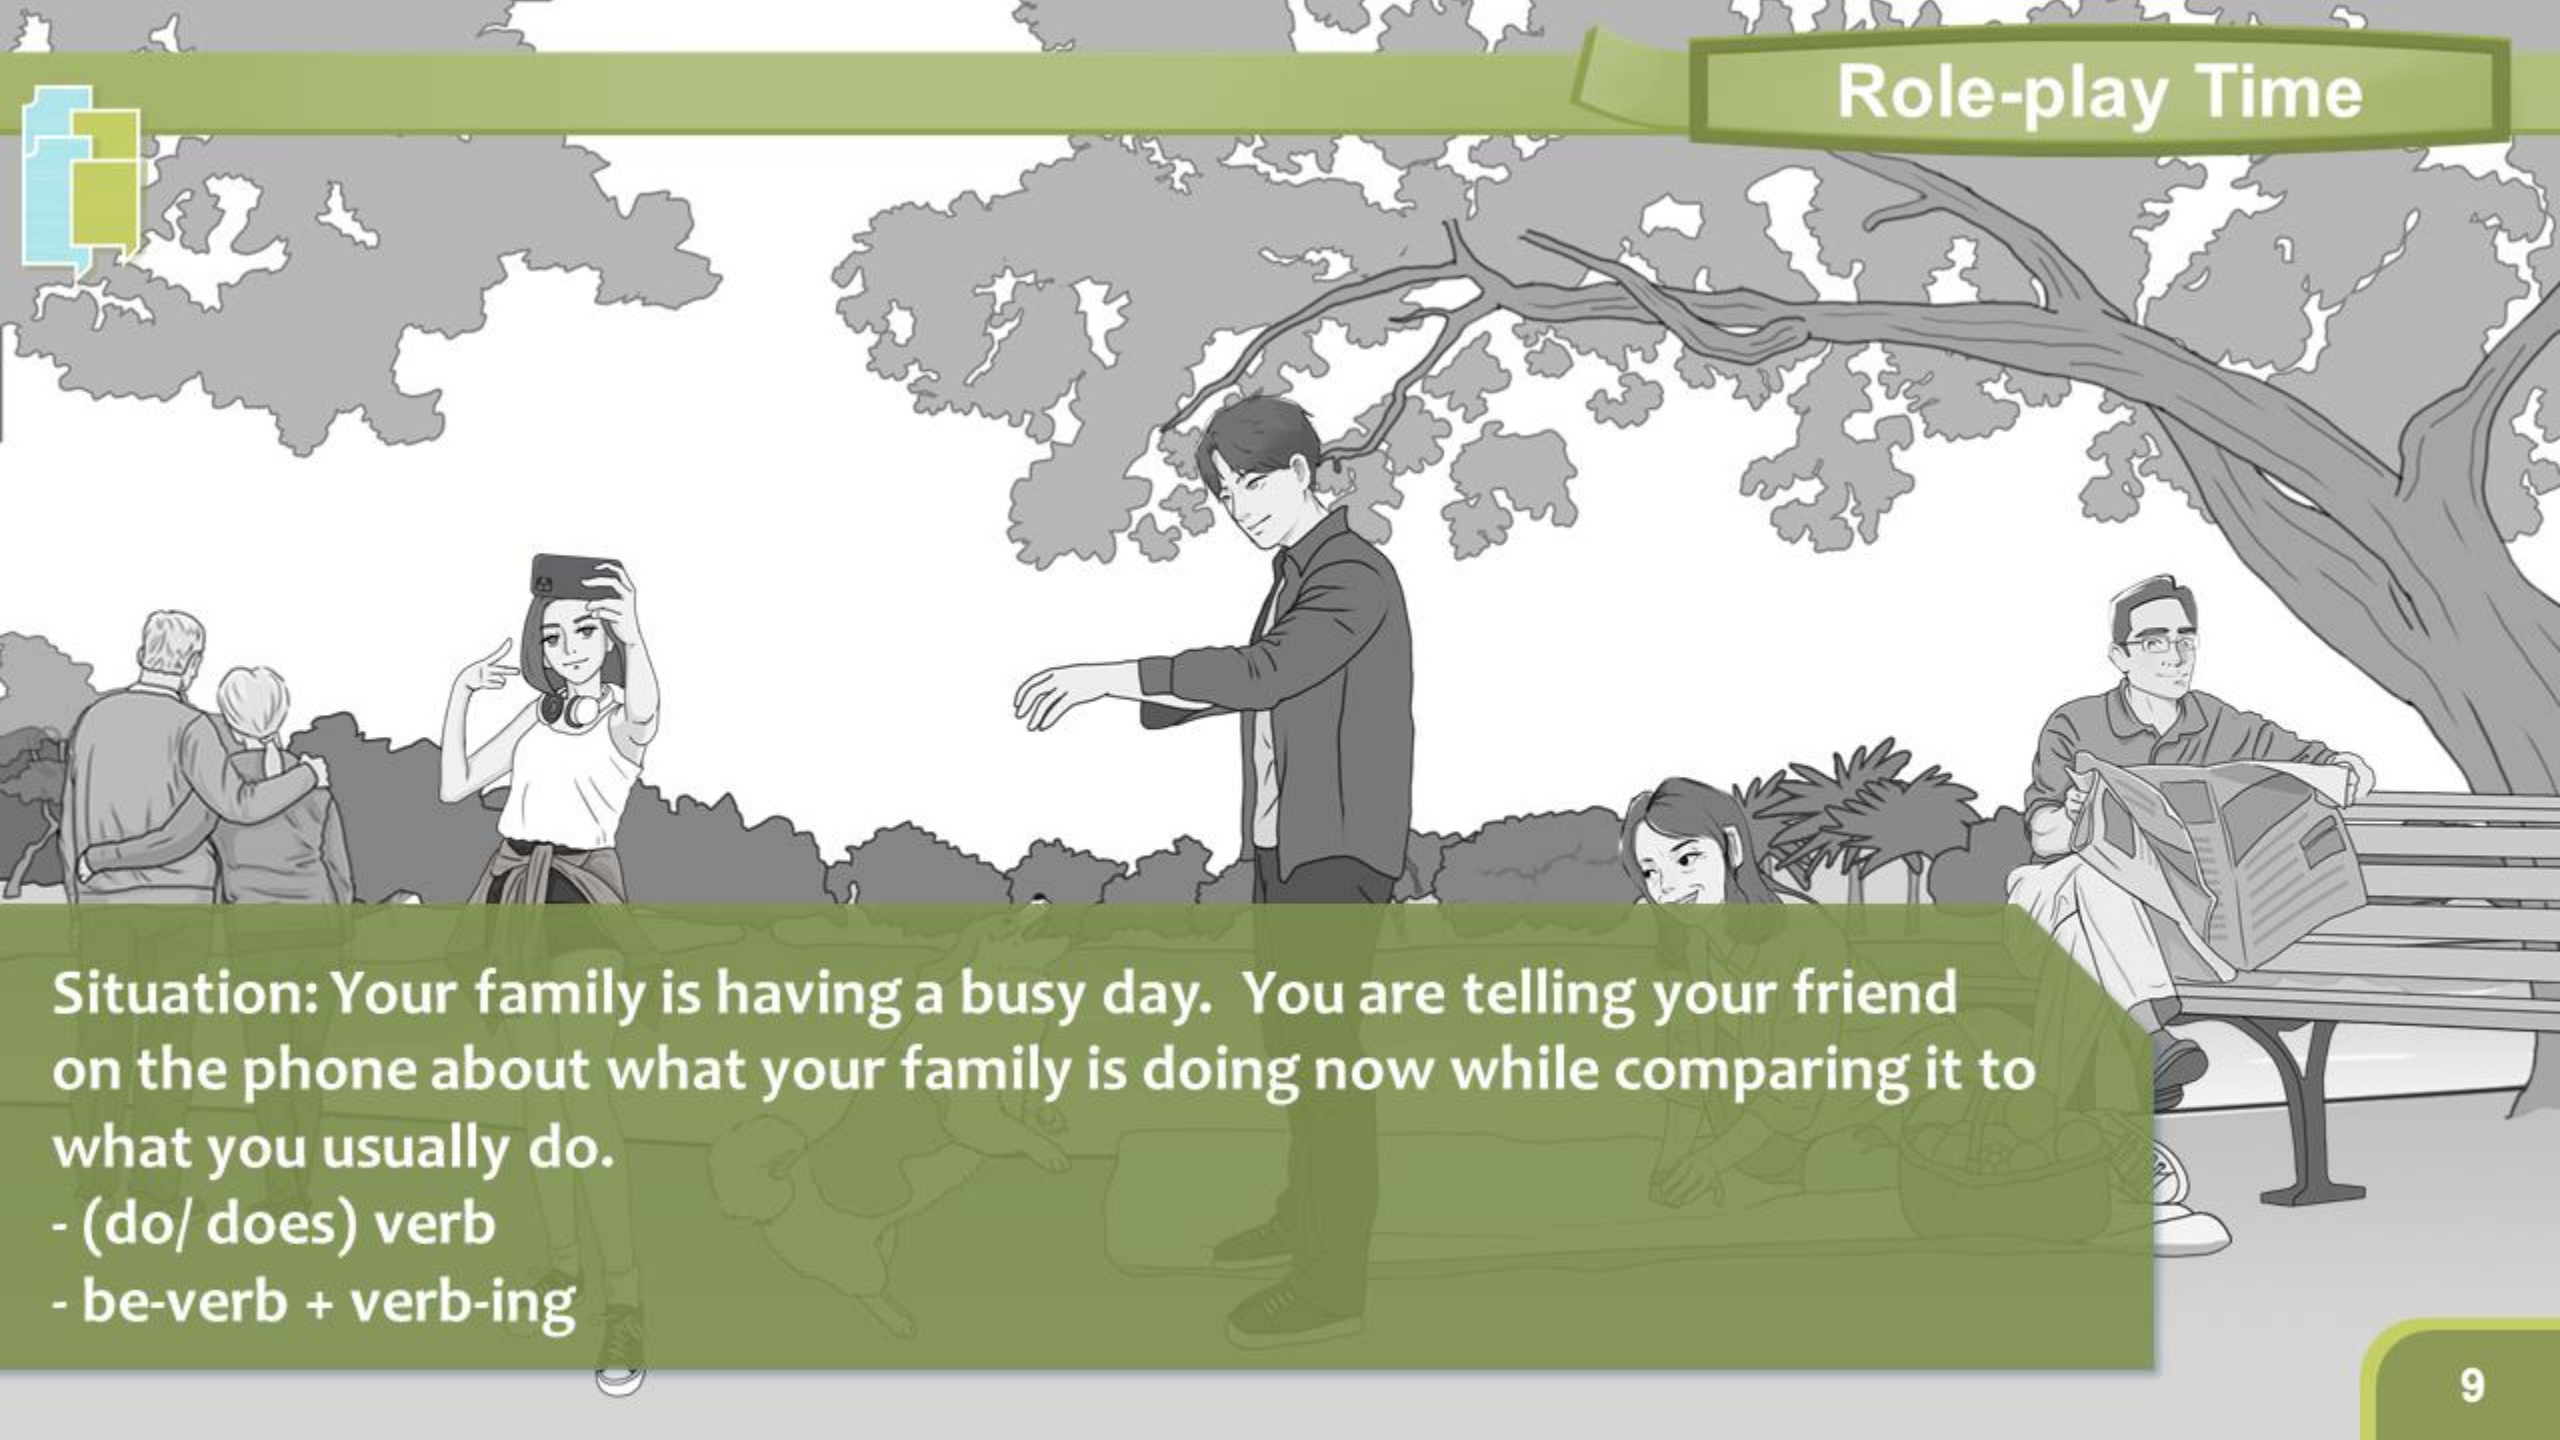 Role-play Time
Situation: Your family is having a busy day.  You are telling your friend
on the phone about what your family is doing now while comparing it to
what you usually do.
- (do/ does) verb
- be-verb + verb-ing
9